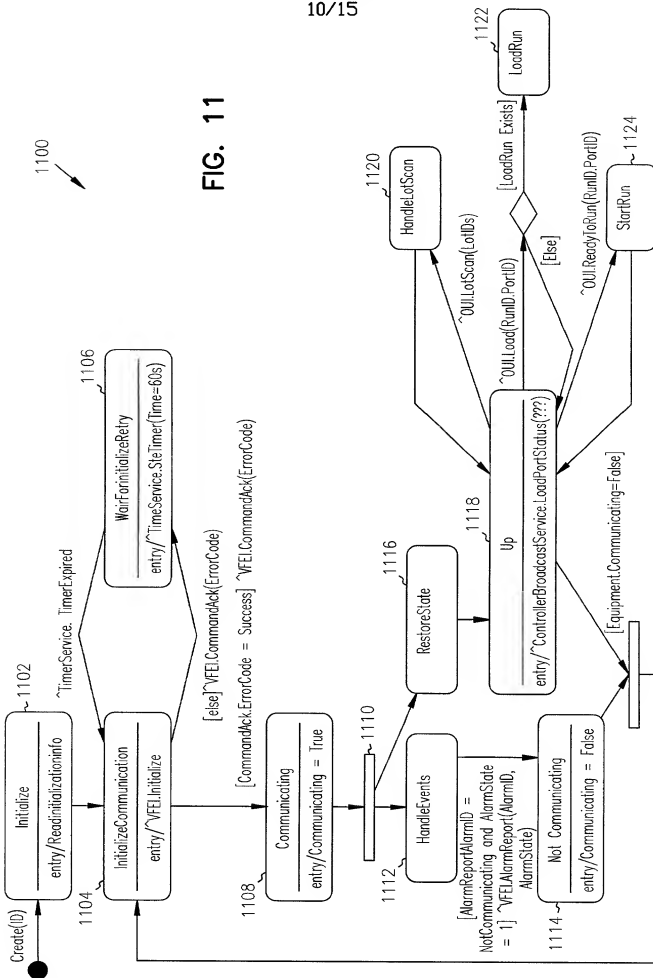 10/15
1100
FIG. 11
Create(ID)
Initialize
entry/ReadinitializationInfo
1102
^TimerService. TimerExpired
InitializeCommunication
entry/^VFEI.Initialize
1104
WairForinitializeRetry
entry/^TimeService.SteTimer(Time=60s)
1106
[else]^VFEI.CommandAck(ErrorCode)
[CommandAck.ErrorCode = Success] ^VFEI.CommandAck(ErrorCode)
Communicating
entry/Communicating = True
1108
1110
HandleEvents
1112
RestoreState
1116
[AlarmReportAlarmID =
NotCommunicating and AlarmState
= 1] ^VFEI.AlarmReport(AlarmID,
AlarmState)
Not Communicating
entry/Communicating = False
1114
Up
entry/^ControllerBroadcastService.LoadPortStatus(???)
1118
[Equipment.Communicating=False]
HandleLotScan
1120
^OUI.LotScan(LotIDs)
^OUI.Load(RunID.PortID)
[LoadRun Exists]
[Else]
LoadRun
1122
^OUI.ReadyToRun(RunID.PortID)
StartRun
1124